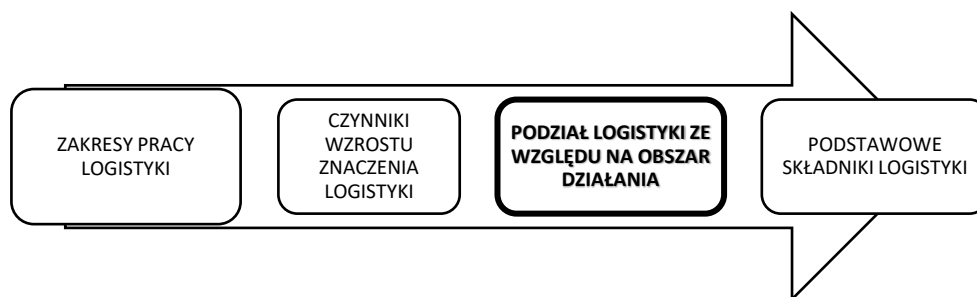 ZAKRESY PRACY
LOGISTYKI
CZYNNIKI
WZROSTU
ZNACZENIA
LOGISTYKI
PODZIAŁ LOGISTYKI ZE
WZGLĘDU NA OBSZAR
DZIAŁANIA
PODSTAWOWE
SKŁADNIKI LOGISTYKI